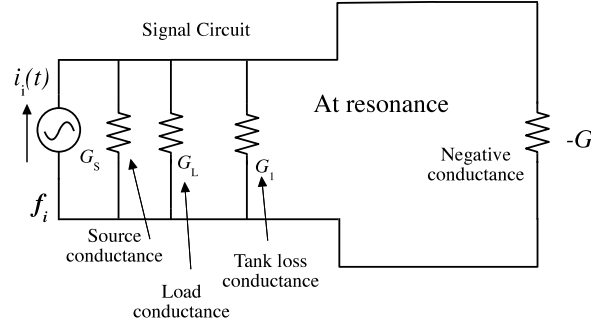 Signal Circuit
i_i(t)
At resonance
G_S
G_L
G_1
Negative
conductance
-G
f_i
Source
conductance
Load
conductance
Tank loss
conductance